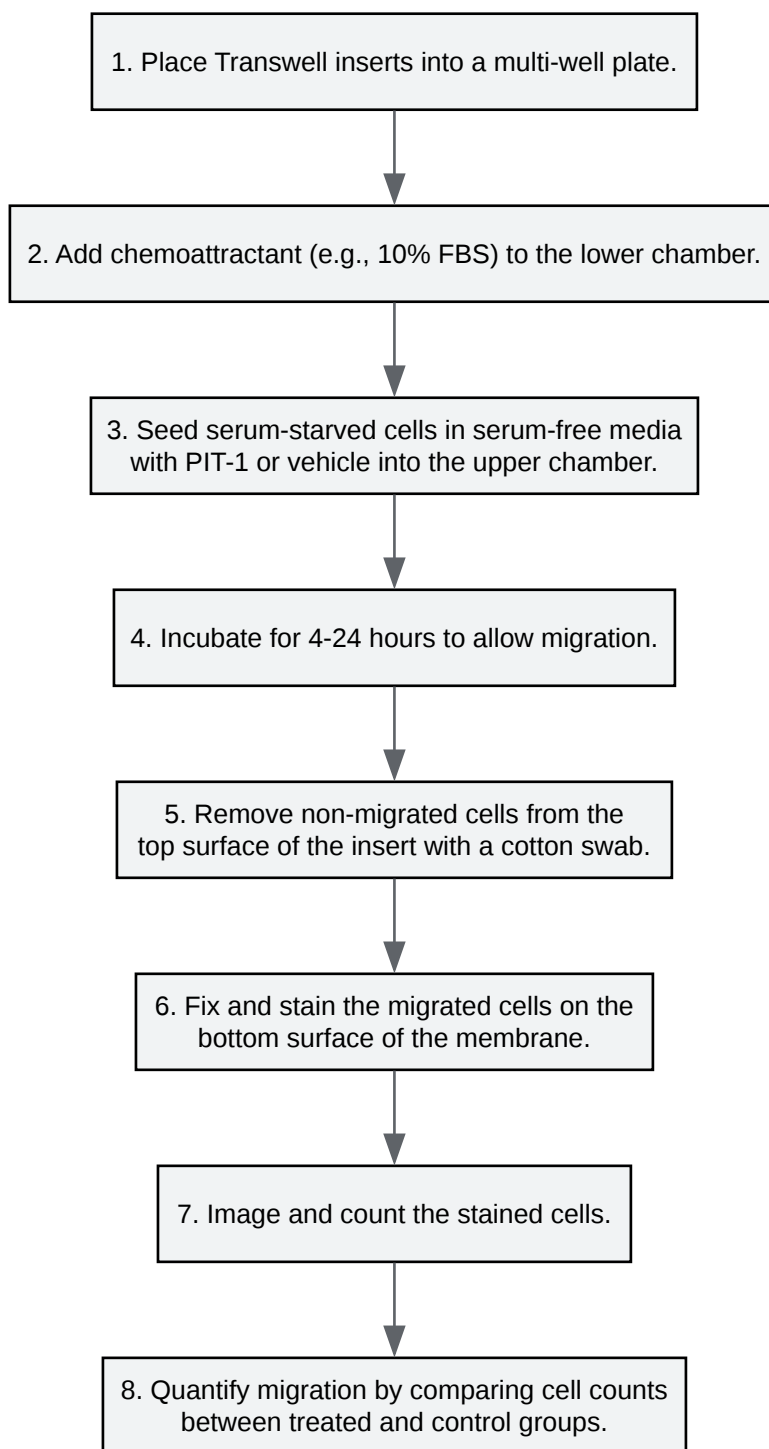 1. Place Transwell inserts into a multi-well plate.
2. Add chemoattractant (e.g., 10% FBS) to the lower chamber.
3. Seed serum-starved cells in serum-free media
with PIT-1 or vehicle into the upper chamber.
4. Incubate for 4-24 hours to allow migration.
5. Remove non-migrated cells from the
top surface of the insert with a cotton swab.
6. Fix and stain the migrated cells on the
bottom surface of the membrane.
7. Image and count the stained cells.
8. Quantify migration by comparing cell counts
between treated and control groups.